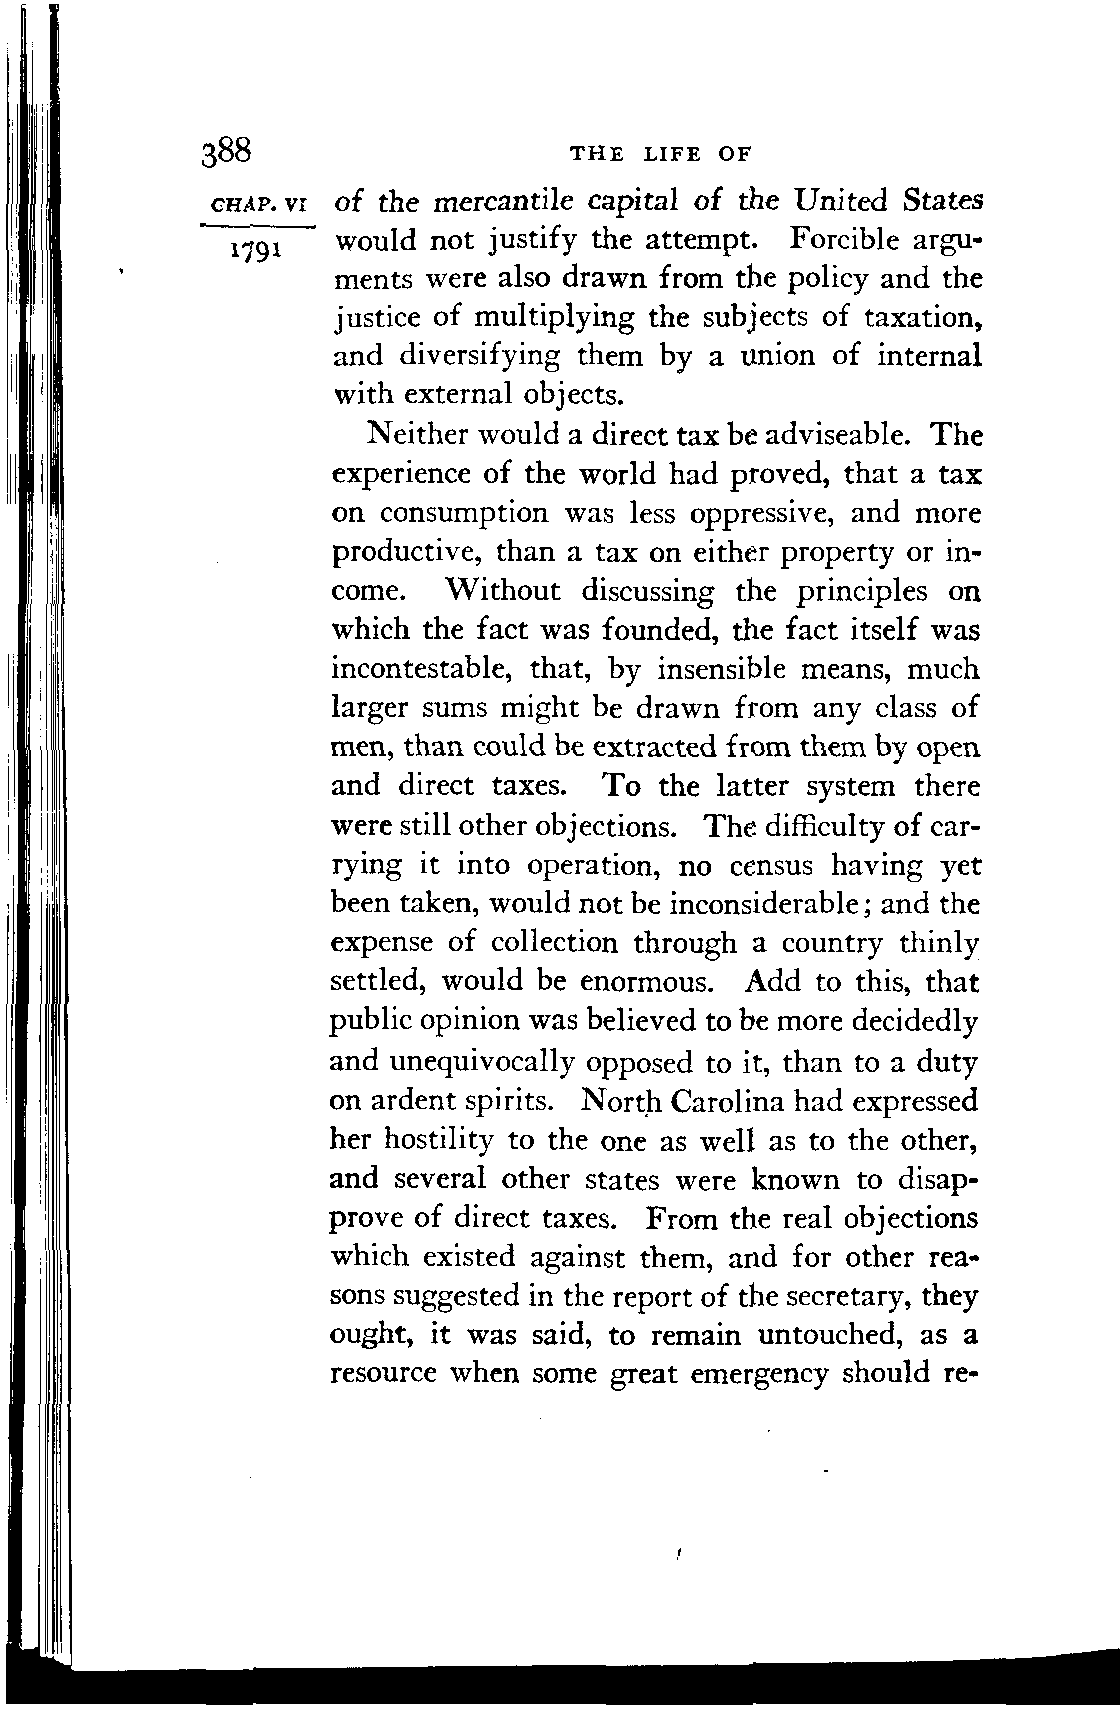 388 THE LIFE OF
CHAP. VI
1791
of the mercantile capital of the United States
would not justify the attempt. Forcible argu-
ments were also drawn from the policy and the
justice of multiplying the subjects of taxation,
and diversifying them by a union of internal
with external objects.
Neither would a direct tax be adviseable. The
experience of the world had proved, that a tax
on consumption was less oppressive, and more
productive, than a tax on either property or in-
come. Without discussing the principles on
which the fact was founded, the fact itself was
incontestable, that, by insensible means, much
larger sums might be drawn from any class of
men, than could be extracted from them by open
and direct taxes. To the latter system there
were still other objections. The difficulty of car-
rying it into operation, no census having yet
been taken, would not be inconsiderable; and the
expense of collection through a country thinly
settled, would be enormous. Add to this, that
public opinion was believed to be more decidedly
and unequivocally opposed to it, than to a duty
on ardent spirits. North Carolina had expressed
her hostility to the one as well as to the other,
and several other states were known to disap-
prove of direct taxes. From the real objections
which existed against them, and for other rea-
sons suggested in the report of the secretary, they
ought, it was said, to remain untouched, as a
resource when some great emergency should re-